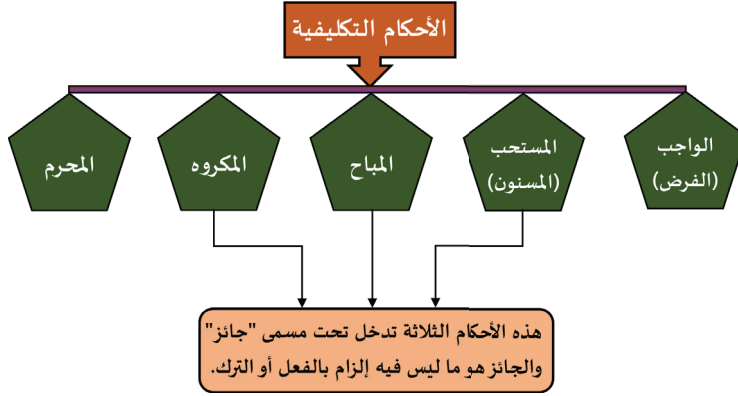 الأحكام التكليفية
الواجب
(الفرض)
المستحب
(المسنون)
المباح
المكروه
المحرم
هذه الأحكام الثلاثة تدخل تحت مسمى "جائز"
والجائز هو ما ليس فيه إلزام بالفعل أو الترك.